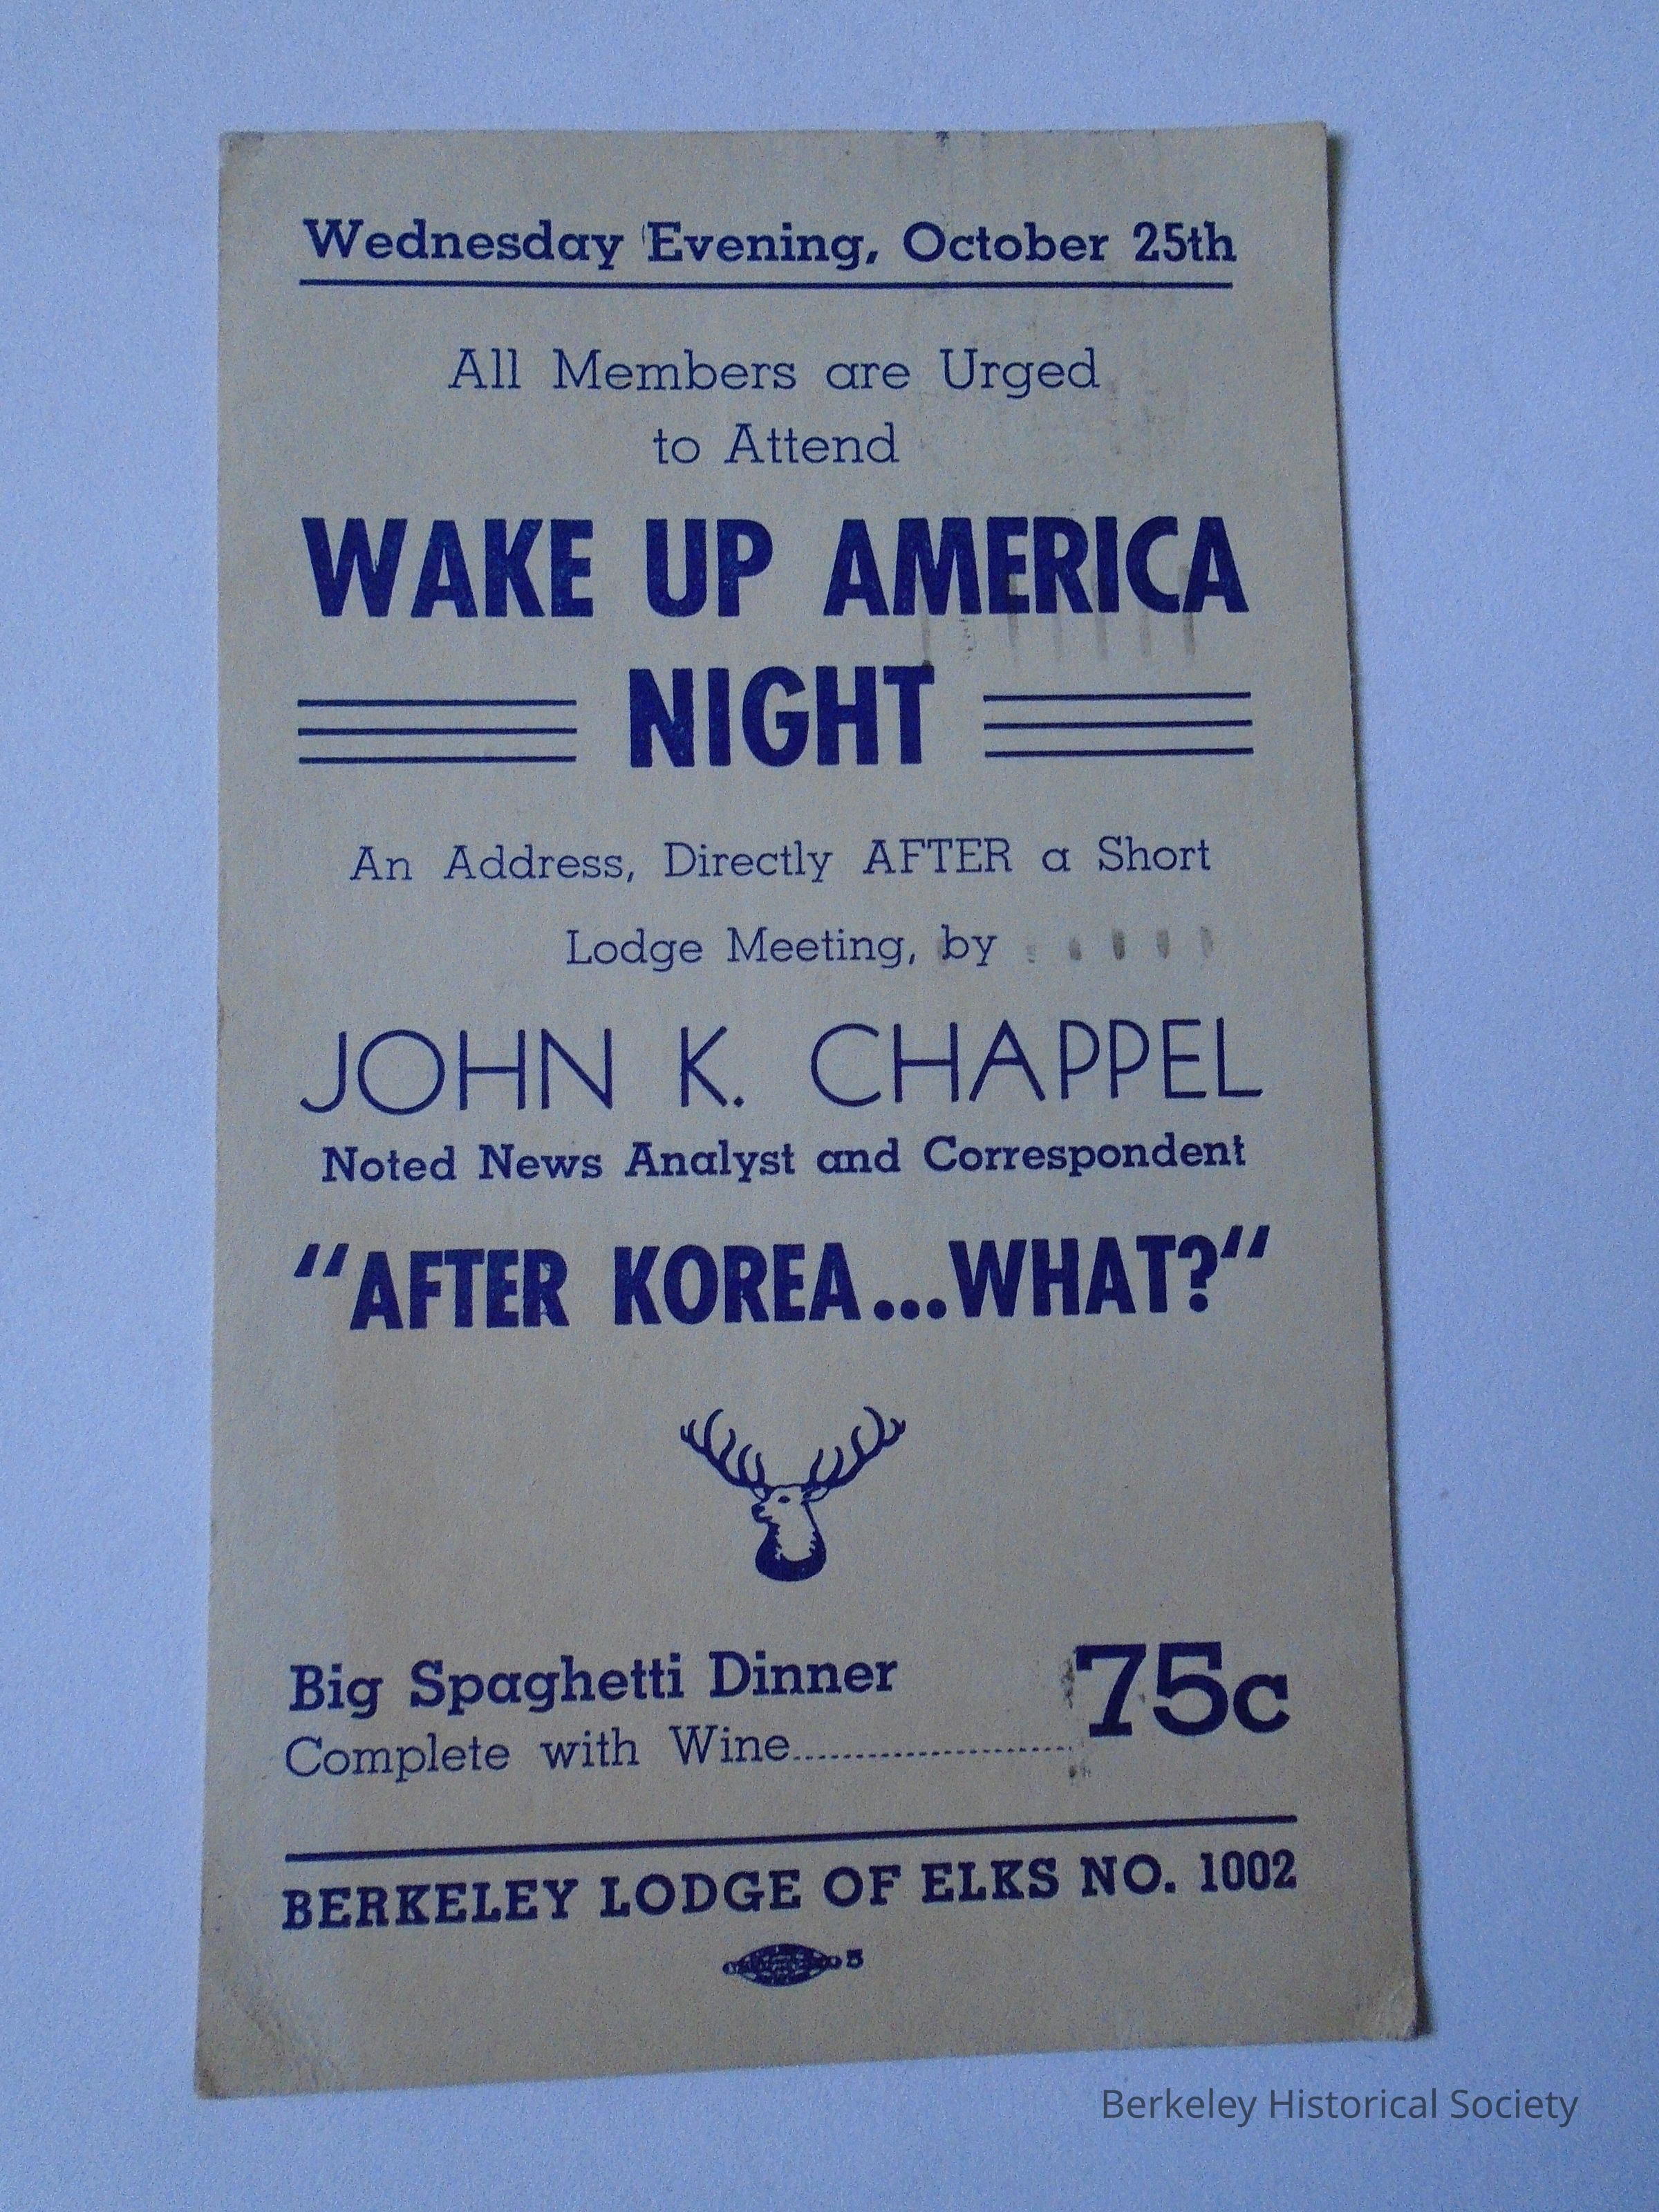 Wednesday Evening, October 25th
All Members are Urged
to Attend
WAKE UP AMERICA
NIGHT
An Address, Directly AFTER a Short
Lodge Meeting, by
JOHN K. CHAPPEL
Noted News Analyst and Correspondent
"AFTER KOREA...WHAT?"
Big Spaghetti Dinner
Complete with Wine...................... 75c
BERKELEY LODGE OF ELKS NO. 1002
5
Berkeley Historical Society